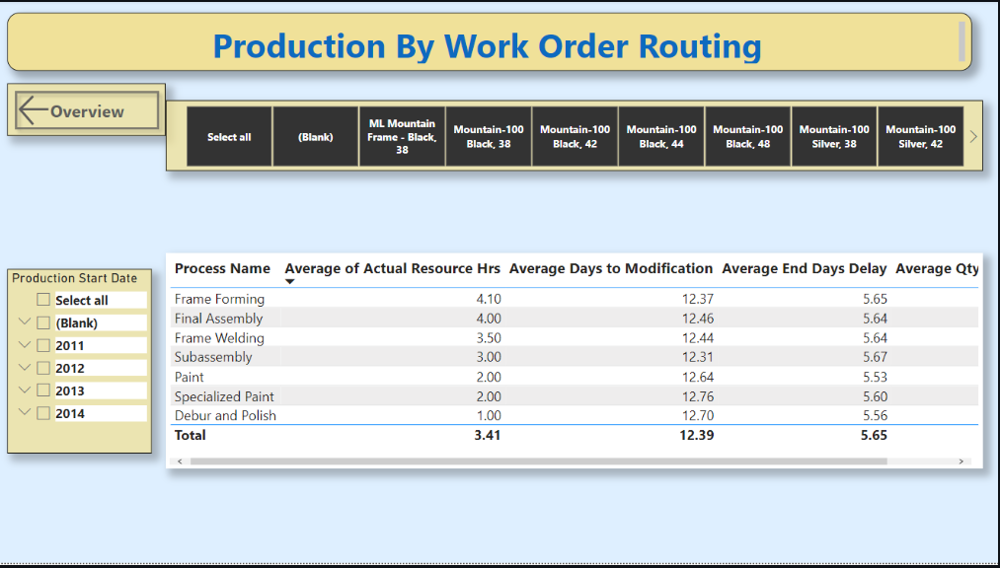 Production By Work Order Routing
Overview
Select all
(Blank)
ML Mountain
Frame - Black,
38
Mountain-100
Black, 38
Mountain-100
Black, 42
Mountain-100
Black, 44
Mountain-100
Black, 48
Mountain-100
Silver, 38
Mountain-100
Silver, 42
Production Start Date
Select all
(Blank)
2011
2012
2013
2014
Process Name Average of Actual Resource Hrs Average Days to Modification Average End Days Delay Average Qty
Frame Forming 4.10 12.37 5.65
Final Assembly 4.00 12.46 5.64
Frame Welding 3.50 12.44 5.64
Subassembly 3.00 12.31 5.67
Paint 2.00 12.64 5.53
Specialized Paint 2.00 12.76 5.60
Debur and Polish 1.00 12.70 5.56
Total 3.41 12.39 5.65